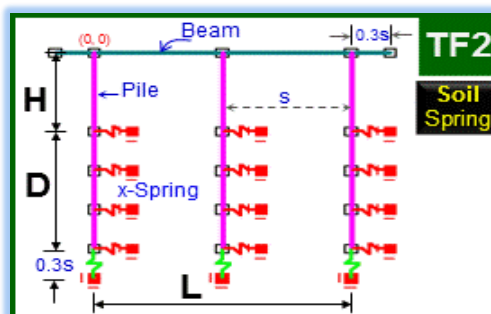 Beam
(0, 0)
0.3s
TF2
H
Pile
s
Soil
Spring
D
x-Spring
0.3s
L